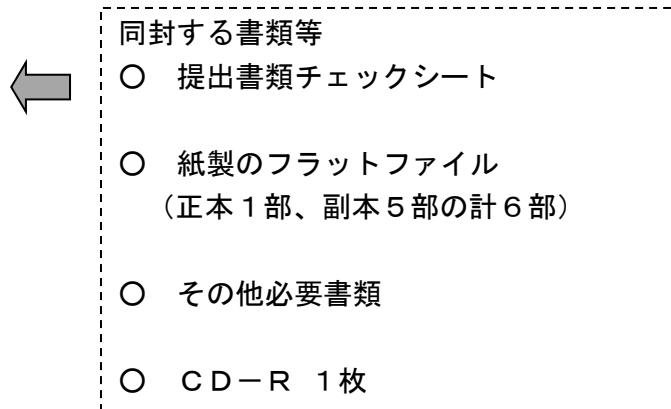 同封する書類等
○　提出書類チェックシート
○　紙製のフラットファイル
（正本１部、副本５部の計６部）
○　その他必要書類
○　ＣＤ－Ｒ １枚